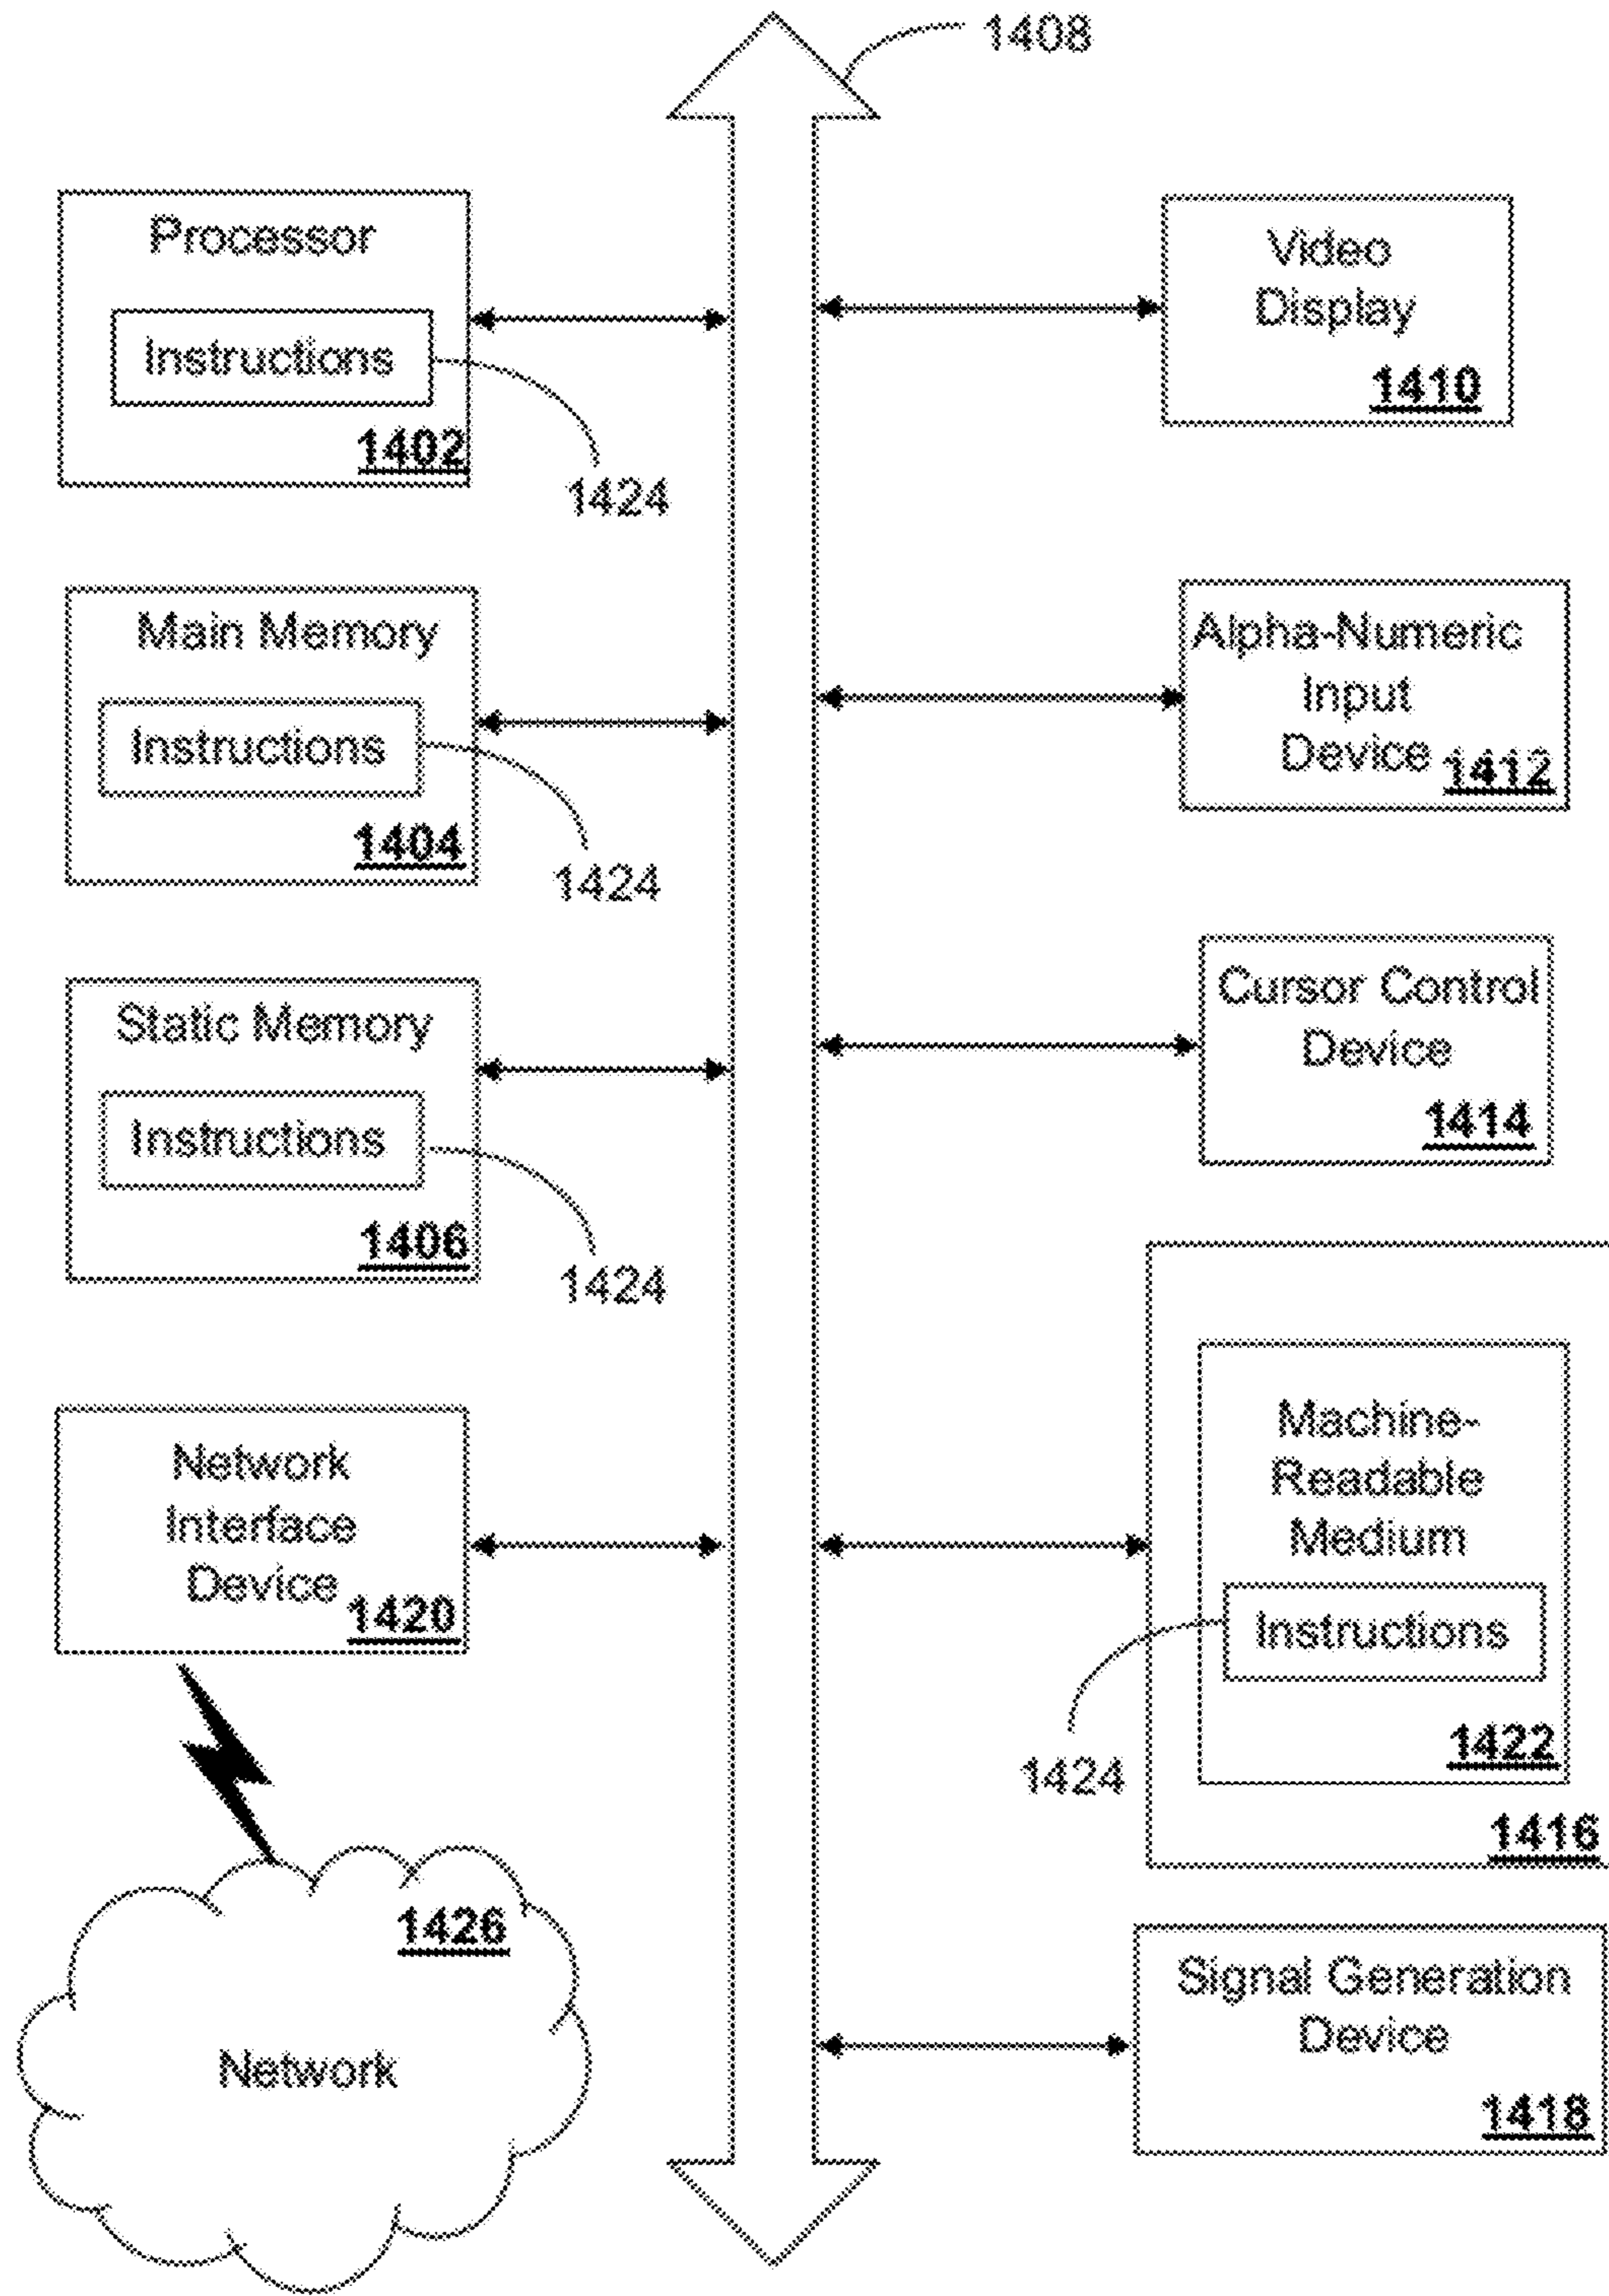 1408
Processor
Instructions
1402
1424
Video
Display
1410
Main Memory
Instructions
1404
1424
Alpha-Numeric
Input
Device
1412
Static Memory
Instructions
1406
1424
Cursor Control
Device
1414
Network
Interface
Device
1420
Machine-
Readable
Medium
Instructions
1424
1422
1416
1426
Network
Signal Generation
Device
1418